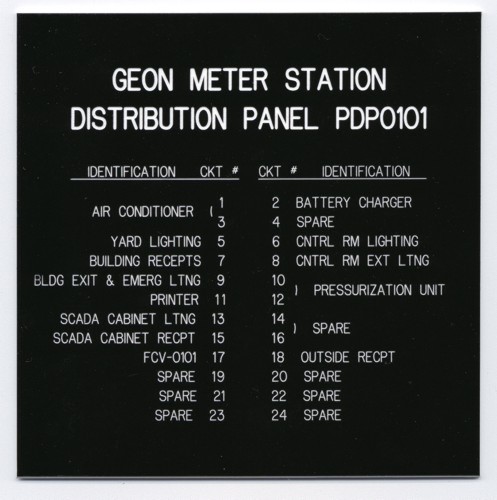 GEON METER STATION
DISTRIBUTION PANEL PDP0101
IDENTIFICATION CKT # CKT # IDENTIFICATION
AIR CONDITIONER ( 1 2 BATTERY CHARGER
3 4 SPARE
YARD LIGHTING 5 6 CNTRL RM LIGHTING
BUILDING RECEPTS 7 8 CNTRL RM EXT LTNG
BLDG EXIT & EMERG LTNG 9 10
PRINTER 11 12 ) PRESSURIZATION UNIT
SCADA CABINET LTNG 13 14
SCADA CABINET RECPT 15 16 ) SPARE
FCV-0101 17 18 OUTSIDE RECPT
SPARE 19 20 SPARE
SPARE 21 22 SPARE
SPARE 23 24 SPARE